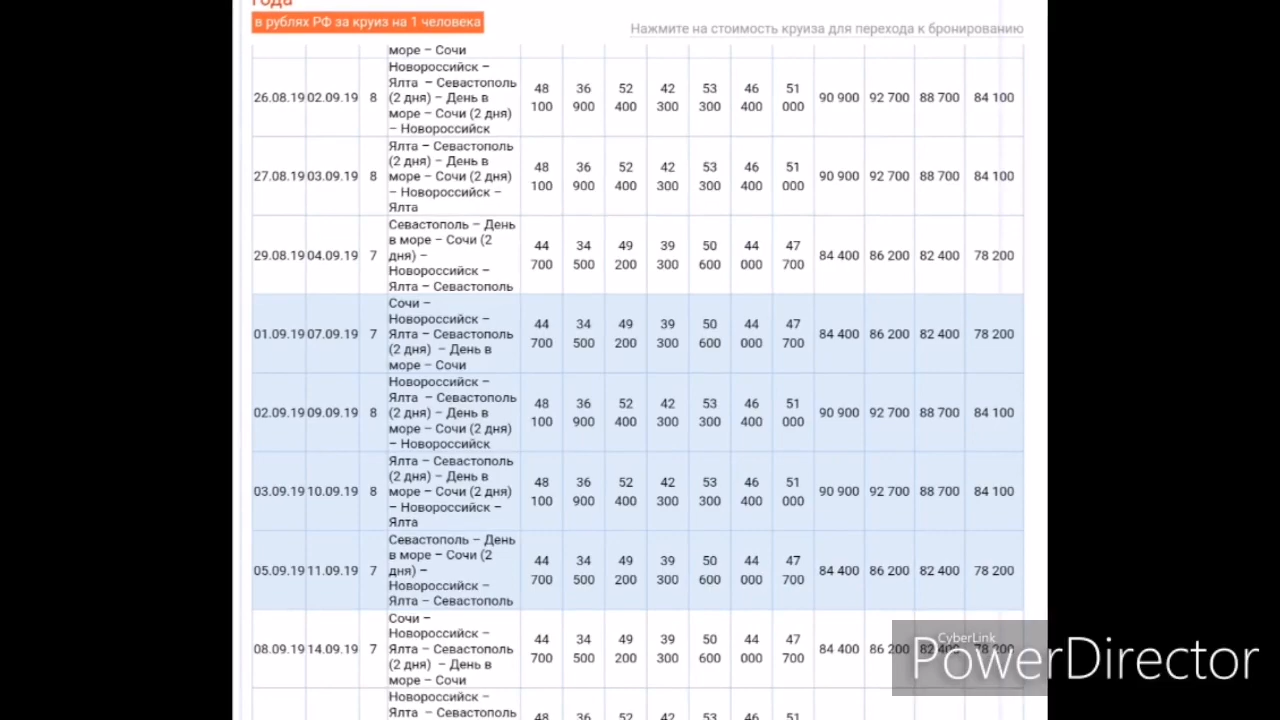 года
в рублях РФ за круиз на 1 человека
Нажмите на стоимость круиза для перехода к бронированию
море – Сочи
26.08.19 02.09.19 8 Новороссийск – Ялта – Севастополь (2 дня) – День в море – Сочи (2 дня) – Новороссийск 48 100 36 900 52 400 42 300 53 300 46 400 51 000 90 900 92 700 88 700 84 100
27.08.19 03.09.19 8 Ялта – Севастополь (2 дня) – День в море – Сочи (2 дня) – Новороссийск – Ялта 48 100 36 900 52 400 42 300 53 300 46 400 51 000 90 900 92 700 88 700 84 100
29.08.19 04.09.19 7 Севастополь – День в море – Сочи (2 дня) – Новороссийск – Ялта – Севастополь 44 700 34 500 49 200 39 300 50 600 44 000 47 700 84 400 86 200 82 400 78 200
01.09.19 07.09.19 7 Сочи – Новороссийск – Ялта – Севастополь (2 дня) – День в море – Сочи 44 700 34 500 49 200 39 300 50 600 44 000 47 700 84 400 86 200 82 400 78 200
02.09.19 09.09.19 8 Новороссийск – Ялта – Севастополь (2 дня) – День в море – Сочи (2 дня) – Новороссийск 48 100 36 900 52 400 42 300 53 300 46 400 51 000 90 900 92 700 88 700 84 100
03.09.19 10.09.19 8 Ялта – Севастополь (2 дня) – День в море – Сочи (2 дня) – Новороссийск – Ялта 48 100 36 900 52 400 42 300 53 300 46 400 51 000 90 900 92 700 88 700 84 100
05.09.19 11.09.19 7 Севастополь – День в море – Сочи (2 дня) – Новороссийск – Ялта – Севастополь 44 700 34 500 49 200 39 300 50 600 44 000 47 700 84 400 86 200 82 400 78 200
08.09.19 14.09.19 7 Сочи – Новороссийск – Ялта – Севастополь (2 дня) – День в море – Сочи 44 700 34 500 49 200 39 300 50 600 44 000 47 700 84 400 86 200 82 400 78 200
Новороссийск –
Ялта – Севастополь 48 36 52 42 53 46 51
CyberLink
PowerDirector